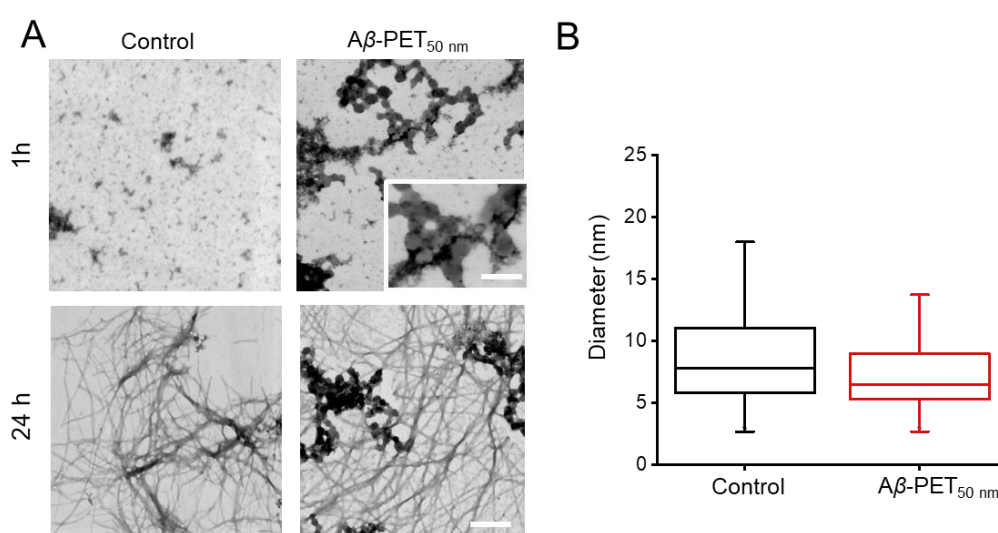 A
Control
Aβ-PET50 nm
1h
24 h
B
Diameter (nm)
25
20
15
10
5
0
Control
Aβ-PET50 nm